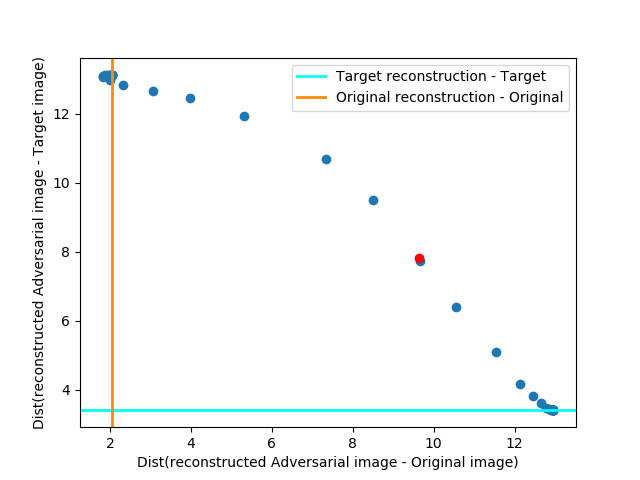 Target reconstruction - Target
Original reconstruction - Original
Dist(reconstructed Adversarial image - Target image)
12
10
8
6
4
2 4 6 8 10 12
Dist(reconstructed Adversarial image - Original image)